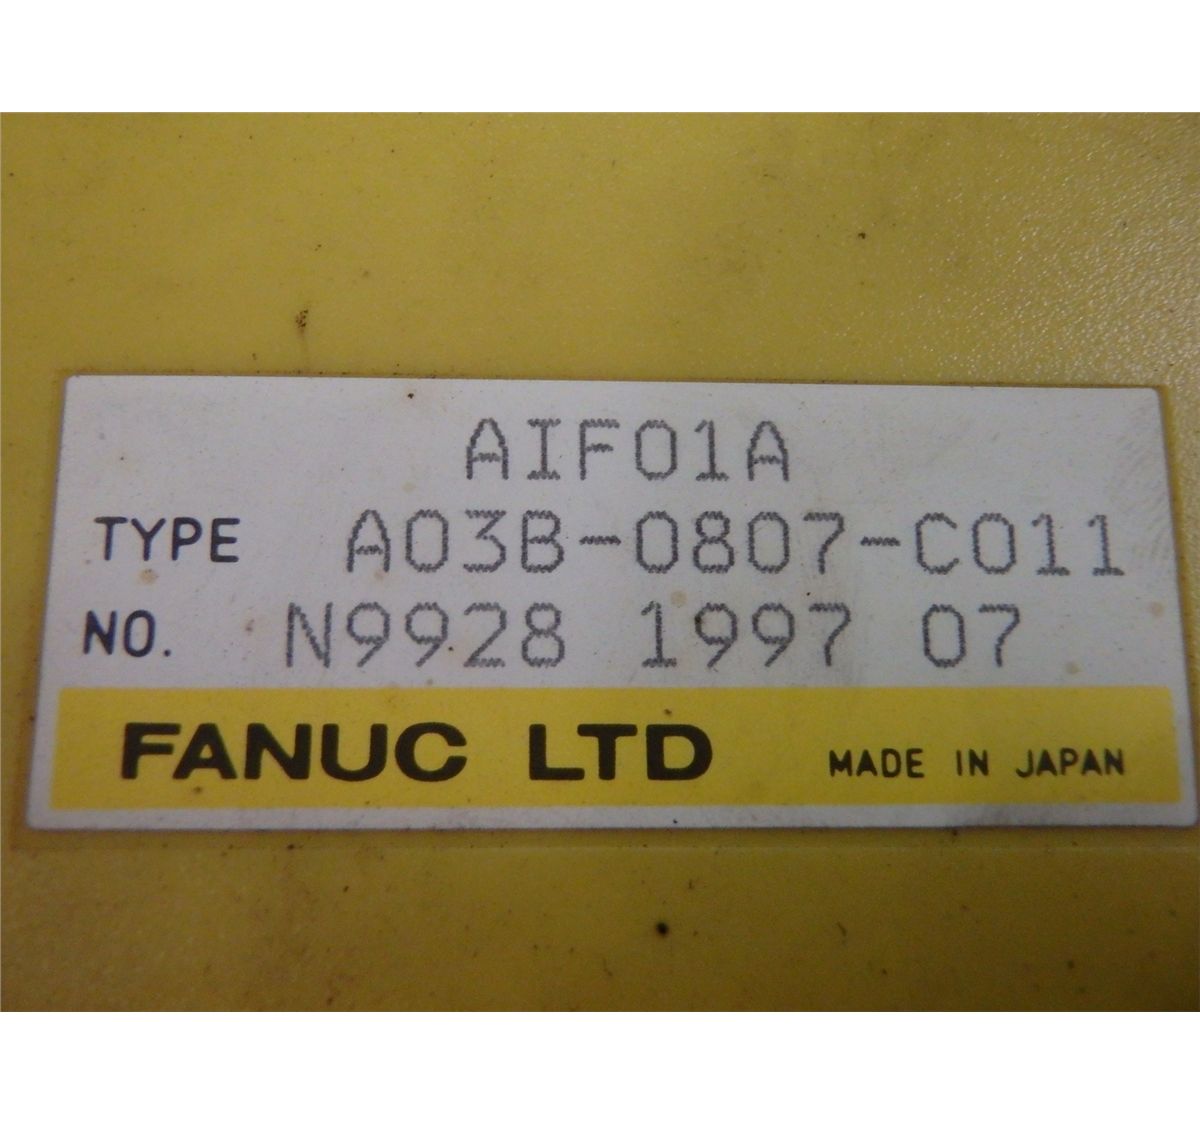 AIF01A
TYPE A03B-0807-C011
NO. N9928 1997 07
FANUC LTD MADE IN JAPAN